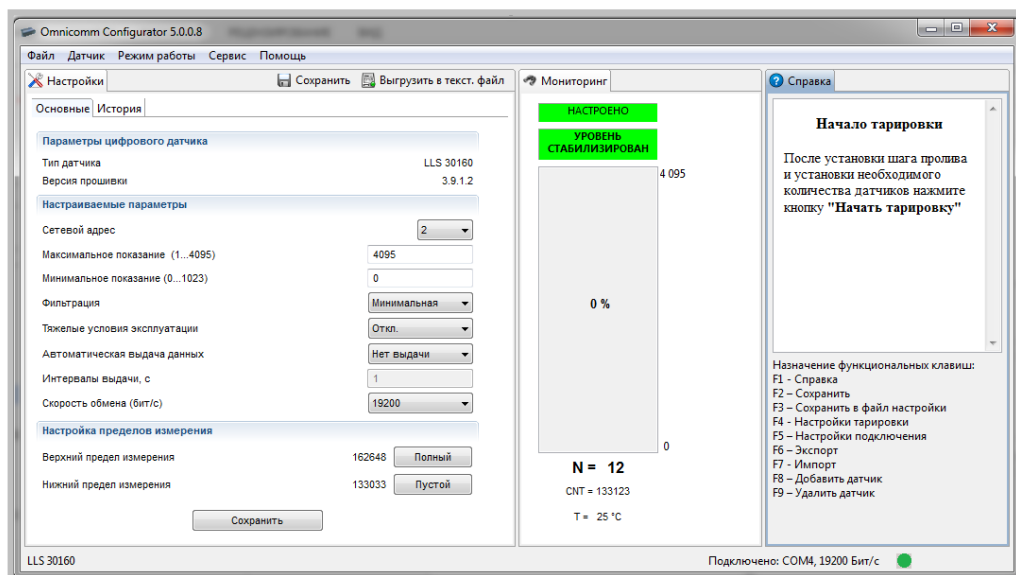 Omnicomm Configurator 5.0.0.8
Файл Датчик Режим работы Сервис Помощь
Настройки Сохранить Выгрузить в текст. файл
Основные История
Параметры цифрового датчика
Тип датчика LLS 30160
Версия прошивки 3.9.1.2
Настраиваемые параметры
Сетевой адрес 2
Максимальное показание (1...4095) 4095
Минимальное показание (0...1023) 0
Фильтрация Минимальная
Тяжелые условия эксплуатации Откл.
Автоматическая выдача данных Нет выдачи
Интервалы выдачи, с 1
Скорость обмена (бит/с) 19200
Настройка пределов измерения
Верхний предел измерения 162648 Полный
Нижний предел измерения 133033 Пустой
Сохранить
Мониторинг
НАСТРОЕНО
УРОВЕНЬ
СТАБИЛИЗИРОВАН
4 095
0 %
0
N = 12
CNT = 133123
T = 25 °C
Справка
Начало тарировки
После установки шага пролива
и установки необходимого
количества датчиков нажмите
кнопку "Начать тарировку"
Назначение функциональных клавиш:
F1 - Справка
F2 – Сохранить
F3 – Сохранить в файл настройки
F4 - Настройки тарировки
F5 – Настройки подключения
F6 – Экспорт
F7 - Импорт
F8 – Добавить датчик
F9 – Удалить датчик
LLS 30160
Подключено: COM4, 19200 Бит/с